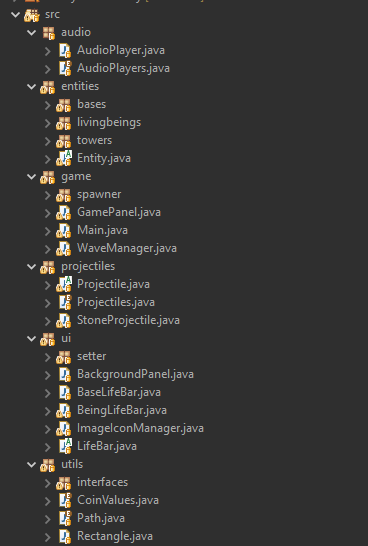 src
audio
AudioPlayer.java
AudioPlayers.java
entities
bases
livingbeings
towers
Entity.java
game
spawner
GamePanel.java
Main.java
WaveManager.java
projectiles
Projectile.java
Projectiles.java
StoneProjectile.java
ui
setter
BackgroundPanel.java
BaseLifeBar.java
BeingLifeBar.java
ImageIconManager.java
LifeBar.java
utils
interfaces
CoinValues.java
Path.java
Rectangle.java